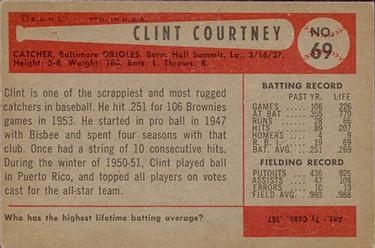 © B.G.H.L. PTD. IN U.S.A.
CLINT COURTNEY
NO. 69
CATCHER, Baltimore ORIOLES. Born: Hall Summit, La., 3/16/27.
Height: 5-8. Weight: 180. Bats: L. Throws: R.
Clint is one of the scrappiest and most rugged
catchers in baseball. He hit .251 for 106 Brownies
games in 1953. He started in pro ball in 1947
with Bisbee and spent four seasons with that
club. Once had a string of 10 consecutive hits.
During the winter of 1950-51, Clint played ball
in Puerto Rico, and topped all players on votes
cast for the all-star team.
Who has the highest lifetime batting average?
BATTING RECORD
PAST YR. LIFE
GAMES 106 226
AT BAT 355 770
RUNS 28 66
HITS 89 207
HOMERS 4 9
R. B. I. 19 69
BAT. AVG. .251 .269
FIELDING RECORD
PUTOUTS 436 926
ASSISTS 47 108
ERRORS 10 13
FIELD AVG. .980 .988
Ans.: Ty Cobb, .367